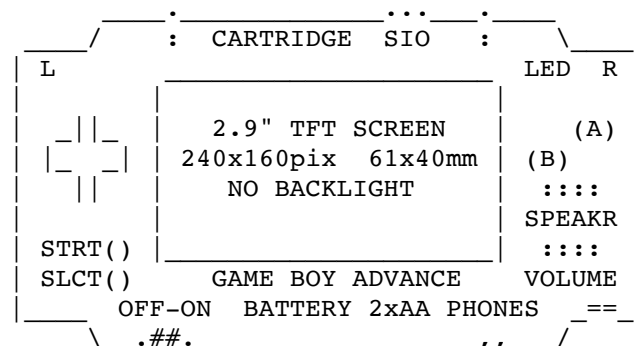 CARTRIDGE SIO
L LED R
2.9" TFT SCREEN (A)
240x160pix 61x40mm (B)
NO BACKLIGHT
SPEAKR
STRT()
SLCT() GAME BOY ADVANCE VOLUME
OFF-ON BATTERY 2xAA PHONES